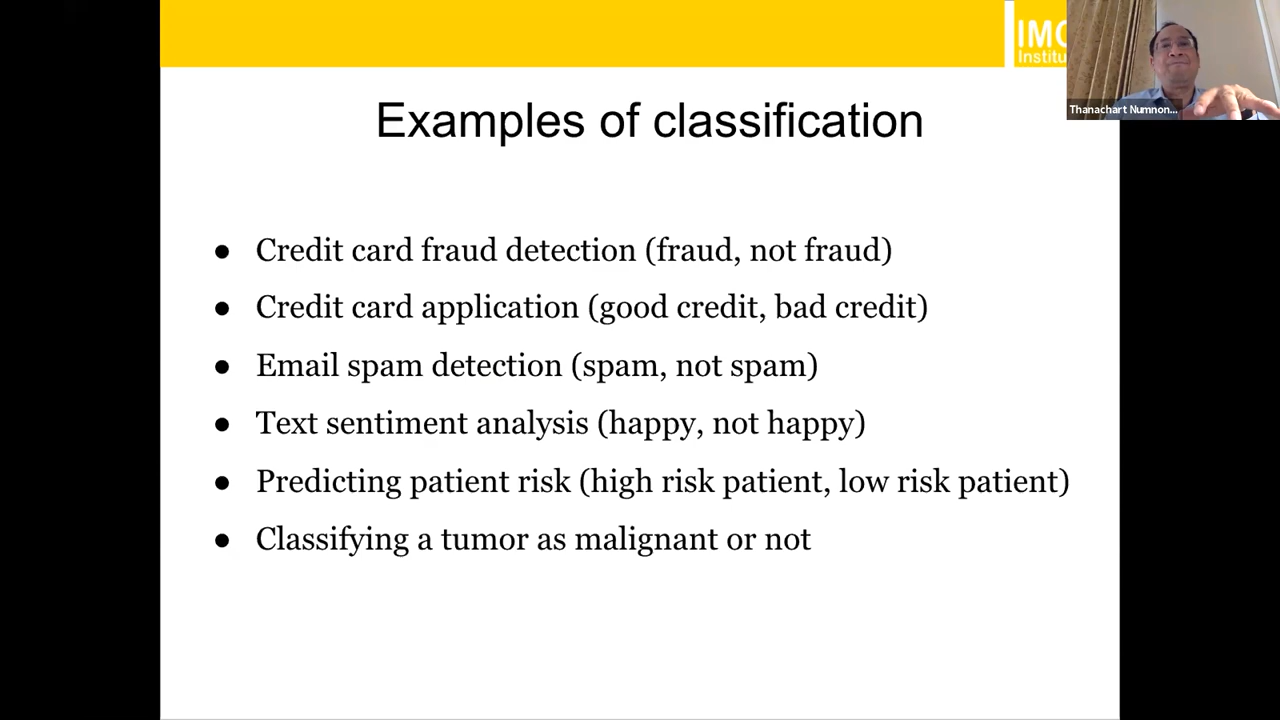 IMC
Institu
Thanachart Numnon...
Examples of classification
● Credit card fraud detection (fraud, not fraud)
● Credit card application (good credit, bad credit)
● Email spam detection (spam, not spam)
● Text sentiment analysis (happy, not happy)
● Predicting patient risk (high risk patient, low risk patient)
● Classifying a tumor as malignant or not